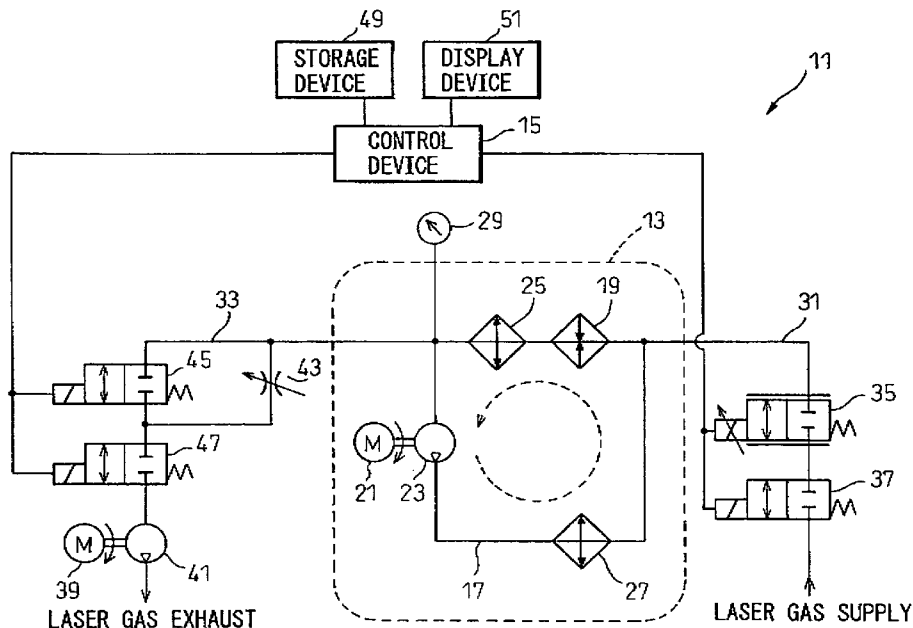 49
51
STORAGE
DEVICE
DISPLAY
DEVICE
11
CONTROL
DEVICE
15
29
13
25
19
33
31
45
43
35
47
M
21
23
37
M
39
41
17
27
LASER GAS EXHAUST
LASER GAS SUPPLY